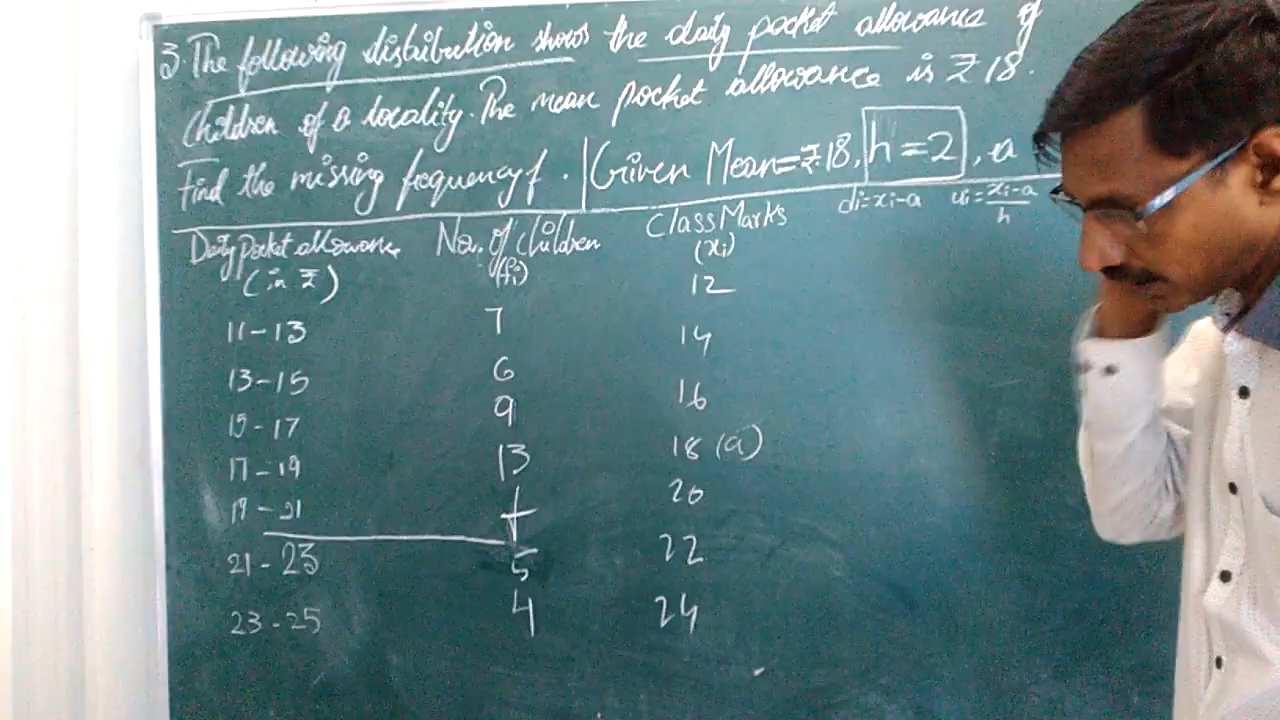 3. The following distribution shows the daily pocket allowance of
children of a locality. The mean pocket allowance is ₹ 18.
Find the missing frequency f. | Given Mean = ₹ 18, h = 2, a
di = xi - a ui = xi - a / h
Daily pocket allowance No. of children Class Marks
(in ₹) (fi) (xi)
12
11 - 13 7 14
13 - 15 6 16
15 - 17 9 18 (a)
17 - 19 13 20
19 - 21 f 22
21 - 23 5 24
23 - 25 4